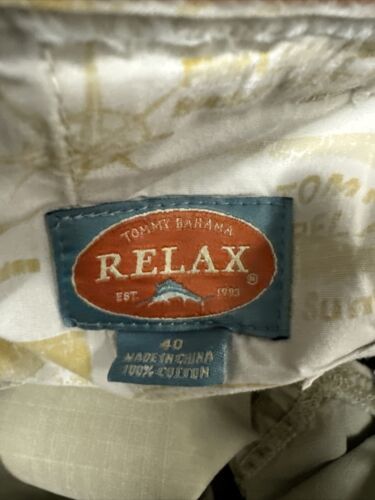 TOMMY BAHAMA
RELAX®
EST. 1993
40
MADE IN CHINA
100% COTTON